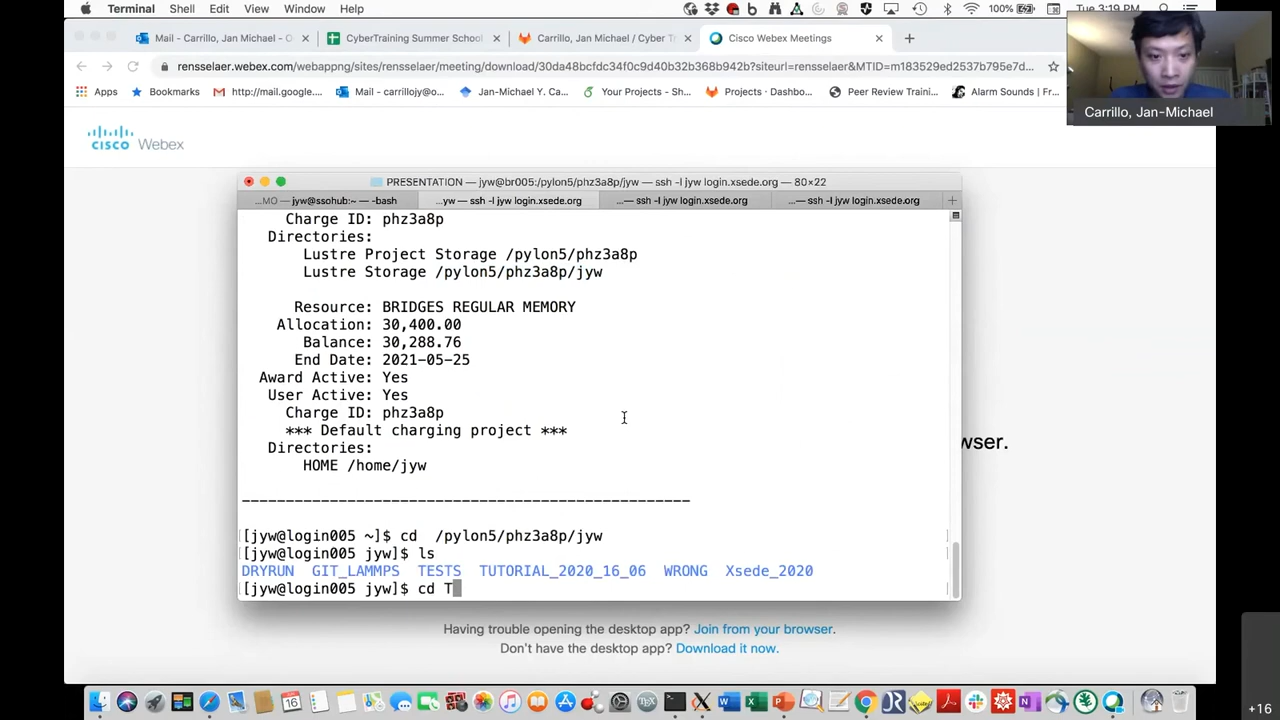 Terminal Shell Edit View Window Help 100% Tue 3:19 PM
Mail - Carrillo, Jan Michael - O
CyberTraining Summer School
Carrillo, Jan Michael / Cyber T
Cisco Webex Meetings
rensselaer.webex.com/webappng/sites/rensselaer/meeting/download/30da48bcfdc34f0c9d40b32b368b942b?siteurl=rensselaer&MTID=m183529ed2537b795e7d...
Apps Bookmarks http://mail.google.... Mail - carrillojy@o... Jan-Michael Y. Ca... Your Projects - Sh... Projects · Dashbo... Peer Review Traini... Alarm Sounds | Fr...
Carrillo, Jan-Michael
cisco Webex
PRESENTATION — jyw@br005:/pylon5/phz3a8p/jyw — ssh -l jyw login.xsede.org — 80×22
...MO — jyw@ssohub:~ — -bash ...yw — ssh -l jyw login.xsede.org ... — ssh -l jyw login.xsede.org ... — ssh -l jyw login.xsede.org
Charge ID: phz3a8p
Directories:
Lustre Project Storage /pylon5/phz3a8p
Lustre Storage /pylon5/phz3a8p/jyw
Resource: BRIDGES REGULAR MEMORY
Allocation: 30,400.00
Balance: 30,288.76
End Date: 2021-05-25
Award Active: Yes
User Active: Yes
Charge ID: phz3a8p
*** Default charging project ***
Directories:
HOME /home/jyw
---------------------------------------------------
[jyw@login005 ~]$ cd  /pylon5/phz3a8p/jyw
[jyw@login005 jyw]$ ls
DRYRUN GIT_LAMMPS TESTS TUTORIAL_2020_16_06 WRONG Xsede_2020
[jyw@login005 jyw]$ cd T
wser.
Having trouble opening the desktop app? Join from your browser.
Don't have the desktop app? Download it now.
+16